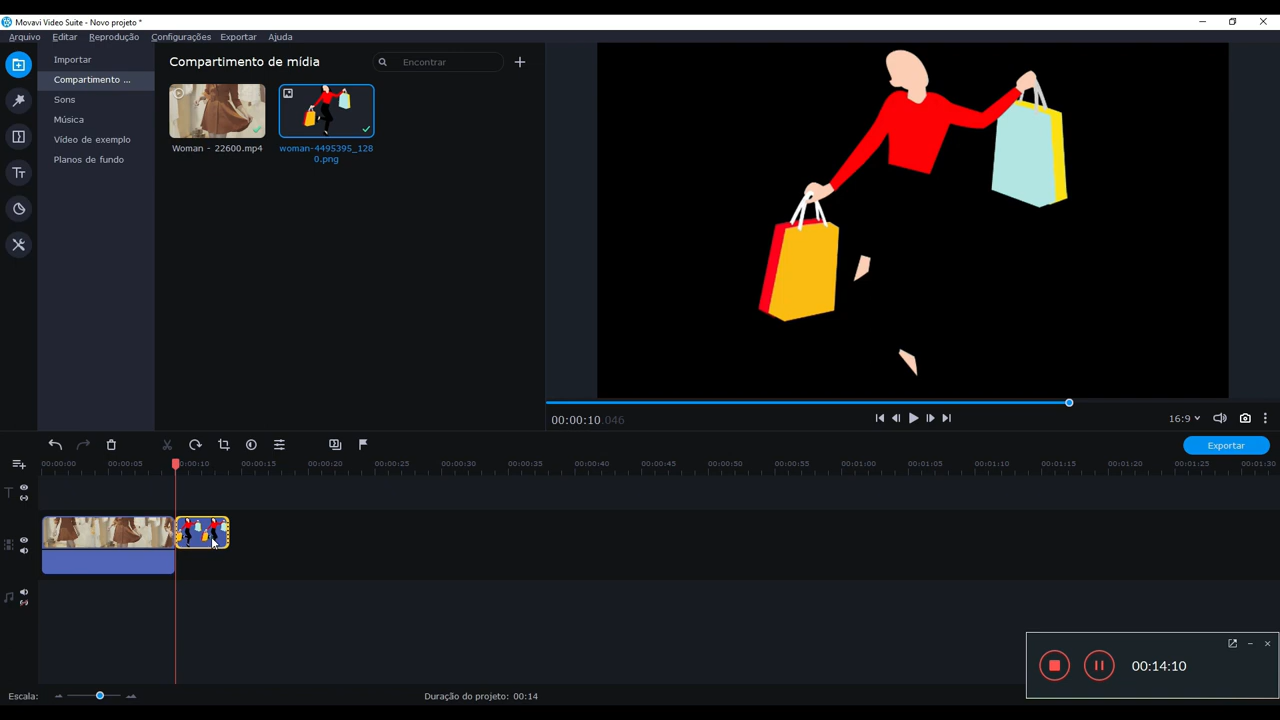 Movavi Video Suite - Novo projeto *
Arquivo Editar Reprodução Configurações Exportar Ajuda
Importar
Compartimento ...
Sons
Música
Vídeo de exemplo
Planos de fundo
Compartimento de mídia
Encontrar
Woman - 22600.mp4
woman-4495395_128
0.png
00:00:10.046
16:9
Exportar
00:00:00 00:00:05 00:00:10 00:00:15 00:00:20 00:00:25 00:00:30 00:00:35 00:00:40 00:00:45 00:00:50 00:00:55 00:01:00 00:01:05 00:01:10 00:01:15 00:01:20 00:01:25 00:01:30
00:14:10
Escala:
Duração do projeto: 00:14